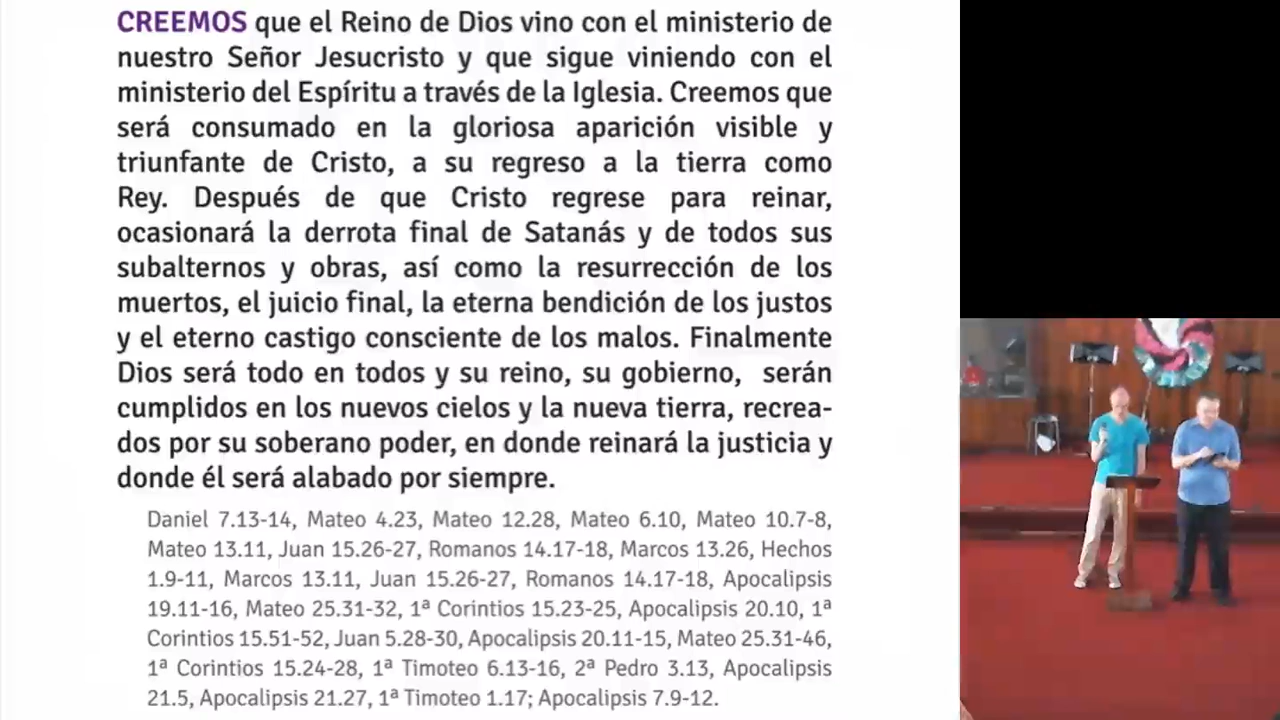 CREEMOS que el Reino de Dios vino con el ministerio de
nuestro Señor Jesucristo y que sigue viniendo con el
ministerio del Espíritu a través de la Iglesia. Creemos que
será consumado en la gloriosa aparición visible y
triunfante de Cristo, a su regreso a la tierra como
Rey. Después de que Cristo regrese para reinar,
ocasionará la derrota final de Satanás y de todos sus
subalternos y obras, así como la resurrección de los
muertos, el juicio final, la eterna bendición de los justos
y el eterno castigo consciente de los malos. Finalmente
Dios será todo en todos y su reino, su gobierno, serán
cumplidos en los nuevos cielos y la nueva tierra, recrea-
dos por su soberano poder, en donde reinará la justicia y
donde él será alabado por siempre.
Daniel 7.13-14, Mateo 4.23, Mateo 12.28, Mateo 6.10, Mateo 10.7-8,
Mateo 13.11, Juan 15.26-27, Romanos 14.17-18, Marcos 13.26, Hechos
1.9-11, Marcos 13.11, Juan 15.26-27, Romanos 14.17-18, Apocalipsis
19.11-16, Mateo 25.31-32, 1ª Corintios 15.23-25, Apocalipsis 20.10, 1ª
Corintios 15.51-52, Juan 5.28-30, Apocalipsis 20.11-15, Mateo 25.31-46,
1ª Corintios 15.24-28, 1ª Timoteo 6.13-16, 2ª Pedro 3.13, Apocalipsis
21.5, Apocalipsis 21.27, 1ª Timoteo 1.17; Apocalipsis 7.9-12.